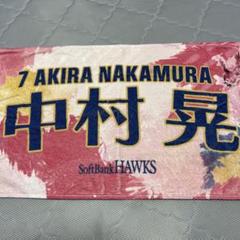 7 AKIRA NAKAMURA
中村 晃
SoftBank HAWKS